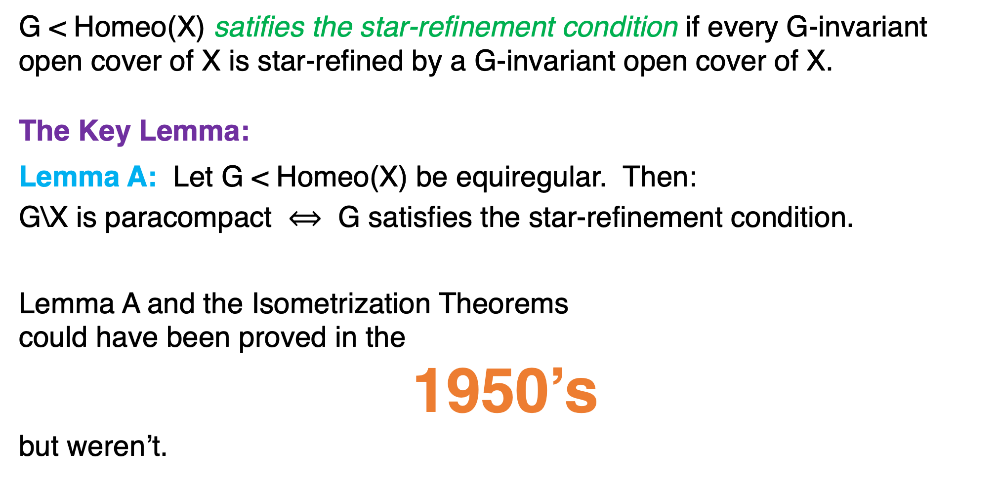 G < Homeo(X) satifies the star-refinement condition if every G-invariant
open cover of X is star-refined by a G-invariant open cover of X.
The Key Lemma:
Lemma A: Let G < Homeo(X) be equiregular. Then:
G\X is paracompact ⟺ G satisfies the star-refinement condition.
Lemma A and the Isometrization Theorems
could have been proved in the
1950’s
but weren’t.